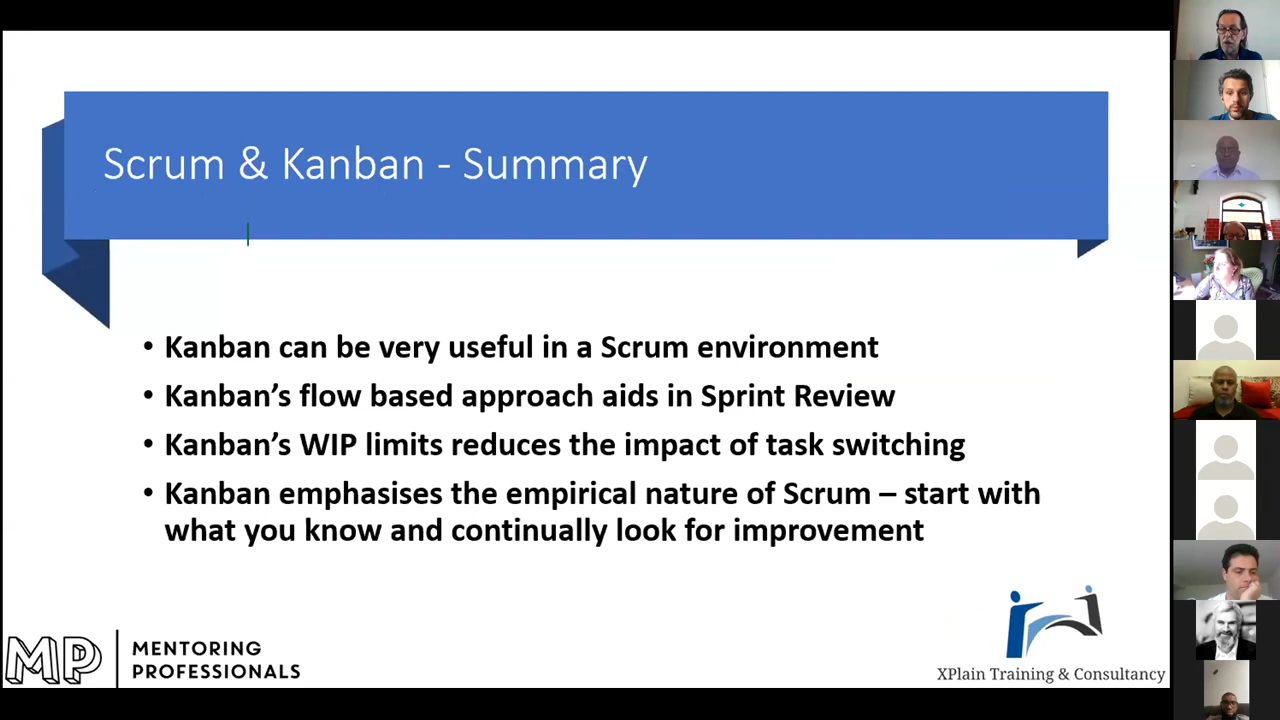 Scrum & Kanban - Summary
• Kanban can be very useful in a Scrum environment
• Kanban’s flow based approach aids in Sprint Review
• Kanban’s WIP limits reduces the impact of task switching
• Kanban emphasises the empirical nature of Scrum – start with
what you know and continually look for improvement
MP
MENTORING
PROFESSIONALS
XPlain Training & Consultancy